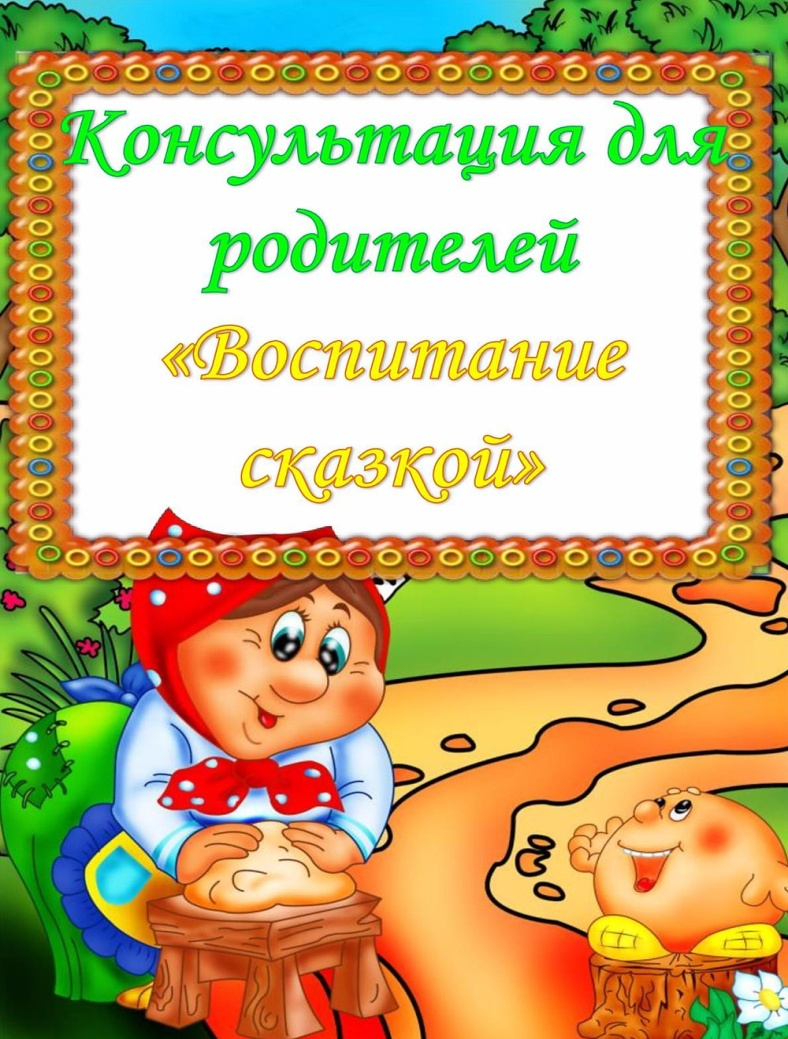 Консультация для
родителей
«Воспитание
сказкой»